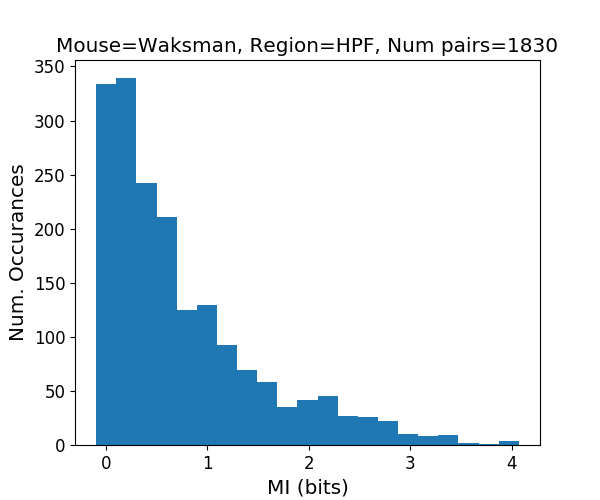 Mouse=Waksman, Region=HPF, Num pairs=1830
350
300
250
200
150
100
50
0
Num. Occurances
0 1 2 3 4
MI (bits)